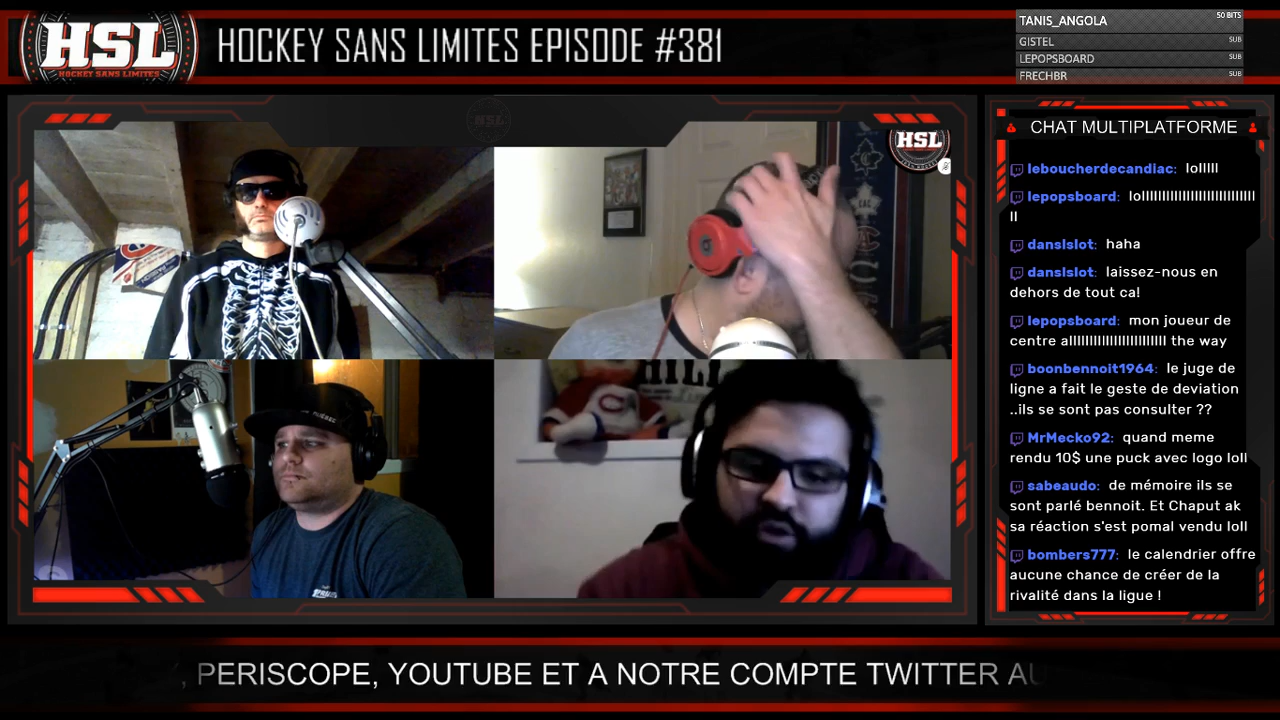 HSL
HOCKEY SANS LIMITES
HOCKEY SANS LIMITES EPISODE #381
TANIS_ANGOLA 50 BITS
GISTEL SUB
LEPOPSBOARD SUB
FRECHBR SUB
HSL
CHAT MULTIPLATFORME
leboucherdecandiac: lolllll
lepopsboard: lolllllllllllllllllllllllllll
ll
danslslot: haha
danslslot: laissez-nous en
dehors de tout ca!
lepopsboard: mon joueur de
centre allllllllllllllllllllll the way
boonbennoit1964: le juge de
ligne a fait le geste de deviation
..ils se sont pas consulter ??
MrMecko92: quand meme
rendu 10$ une puck avec logo loll
sabeaudo: de mémoire ils se
sont parlé bennoit. Et Chaput ak
sa réaction s'est pomal vendu loll
bombers777: le calendrier offre
aucune chance de créer de la
rivalité dans la ligue !
, PERISCOPE, YOUTUBE ET A NOTRE COMPTE TWITTER AU